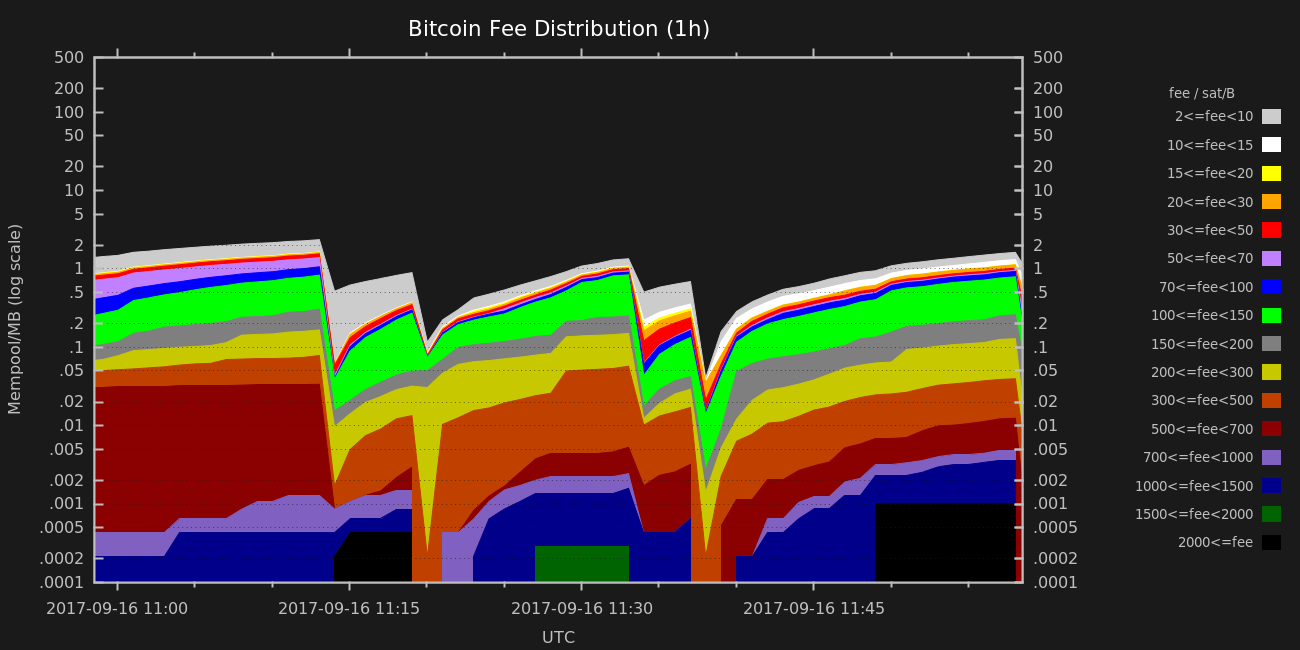 Bitcoin Fee Distribution (1h)
500 500
200 200
100 100
50 50
20 20
10 10
5 5
2 2
1 1
.5 .5
.2 .2
.1 .1
.05 .05
.02 .02
.01 .01
.005 .005
.002 .002
.001 .001
.0005 .0005
.0002 .0002
.0001 .0001
Mempool/MB (log scale)
2017-09-16 11:00 2017-09-16 11:15 2017-09-16 11:30 2017-09-16 11:45
UTC
fee / sat/B
2<=fee<10
10<=fee<15
15<=fee<20
20<=fee<30
30<=fee<50
50<=fee<70
70<=fee<100
100<=fee<150
150<=fee<200
200<=fee<300
300<=fee<500
500<=fee<700
700<=fee<1000
1000<=fee<1500
1500<=fee<2000
2000<=fee